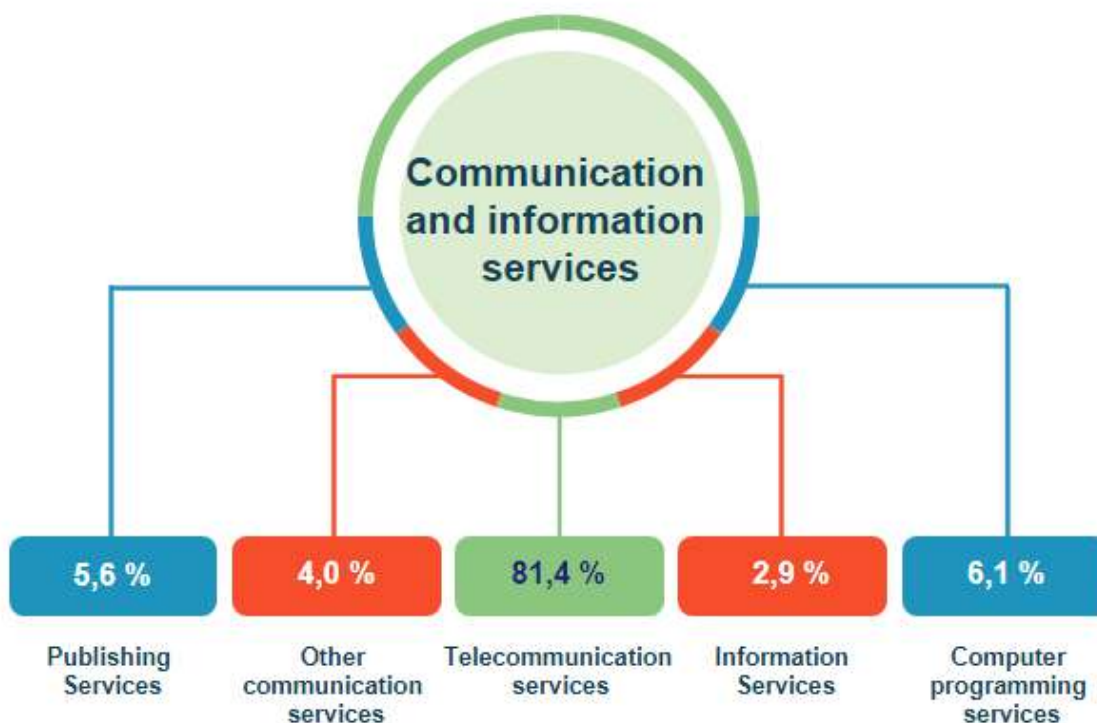 Communication
and information
services
5,6 %
4,0 %
81,4 %
2,9 %
6,1 %
Publishing
Services
Other
communication
services
Telecommunication
services
Information
Services
Computer
programming
services